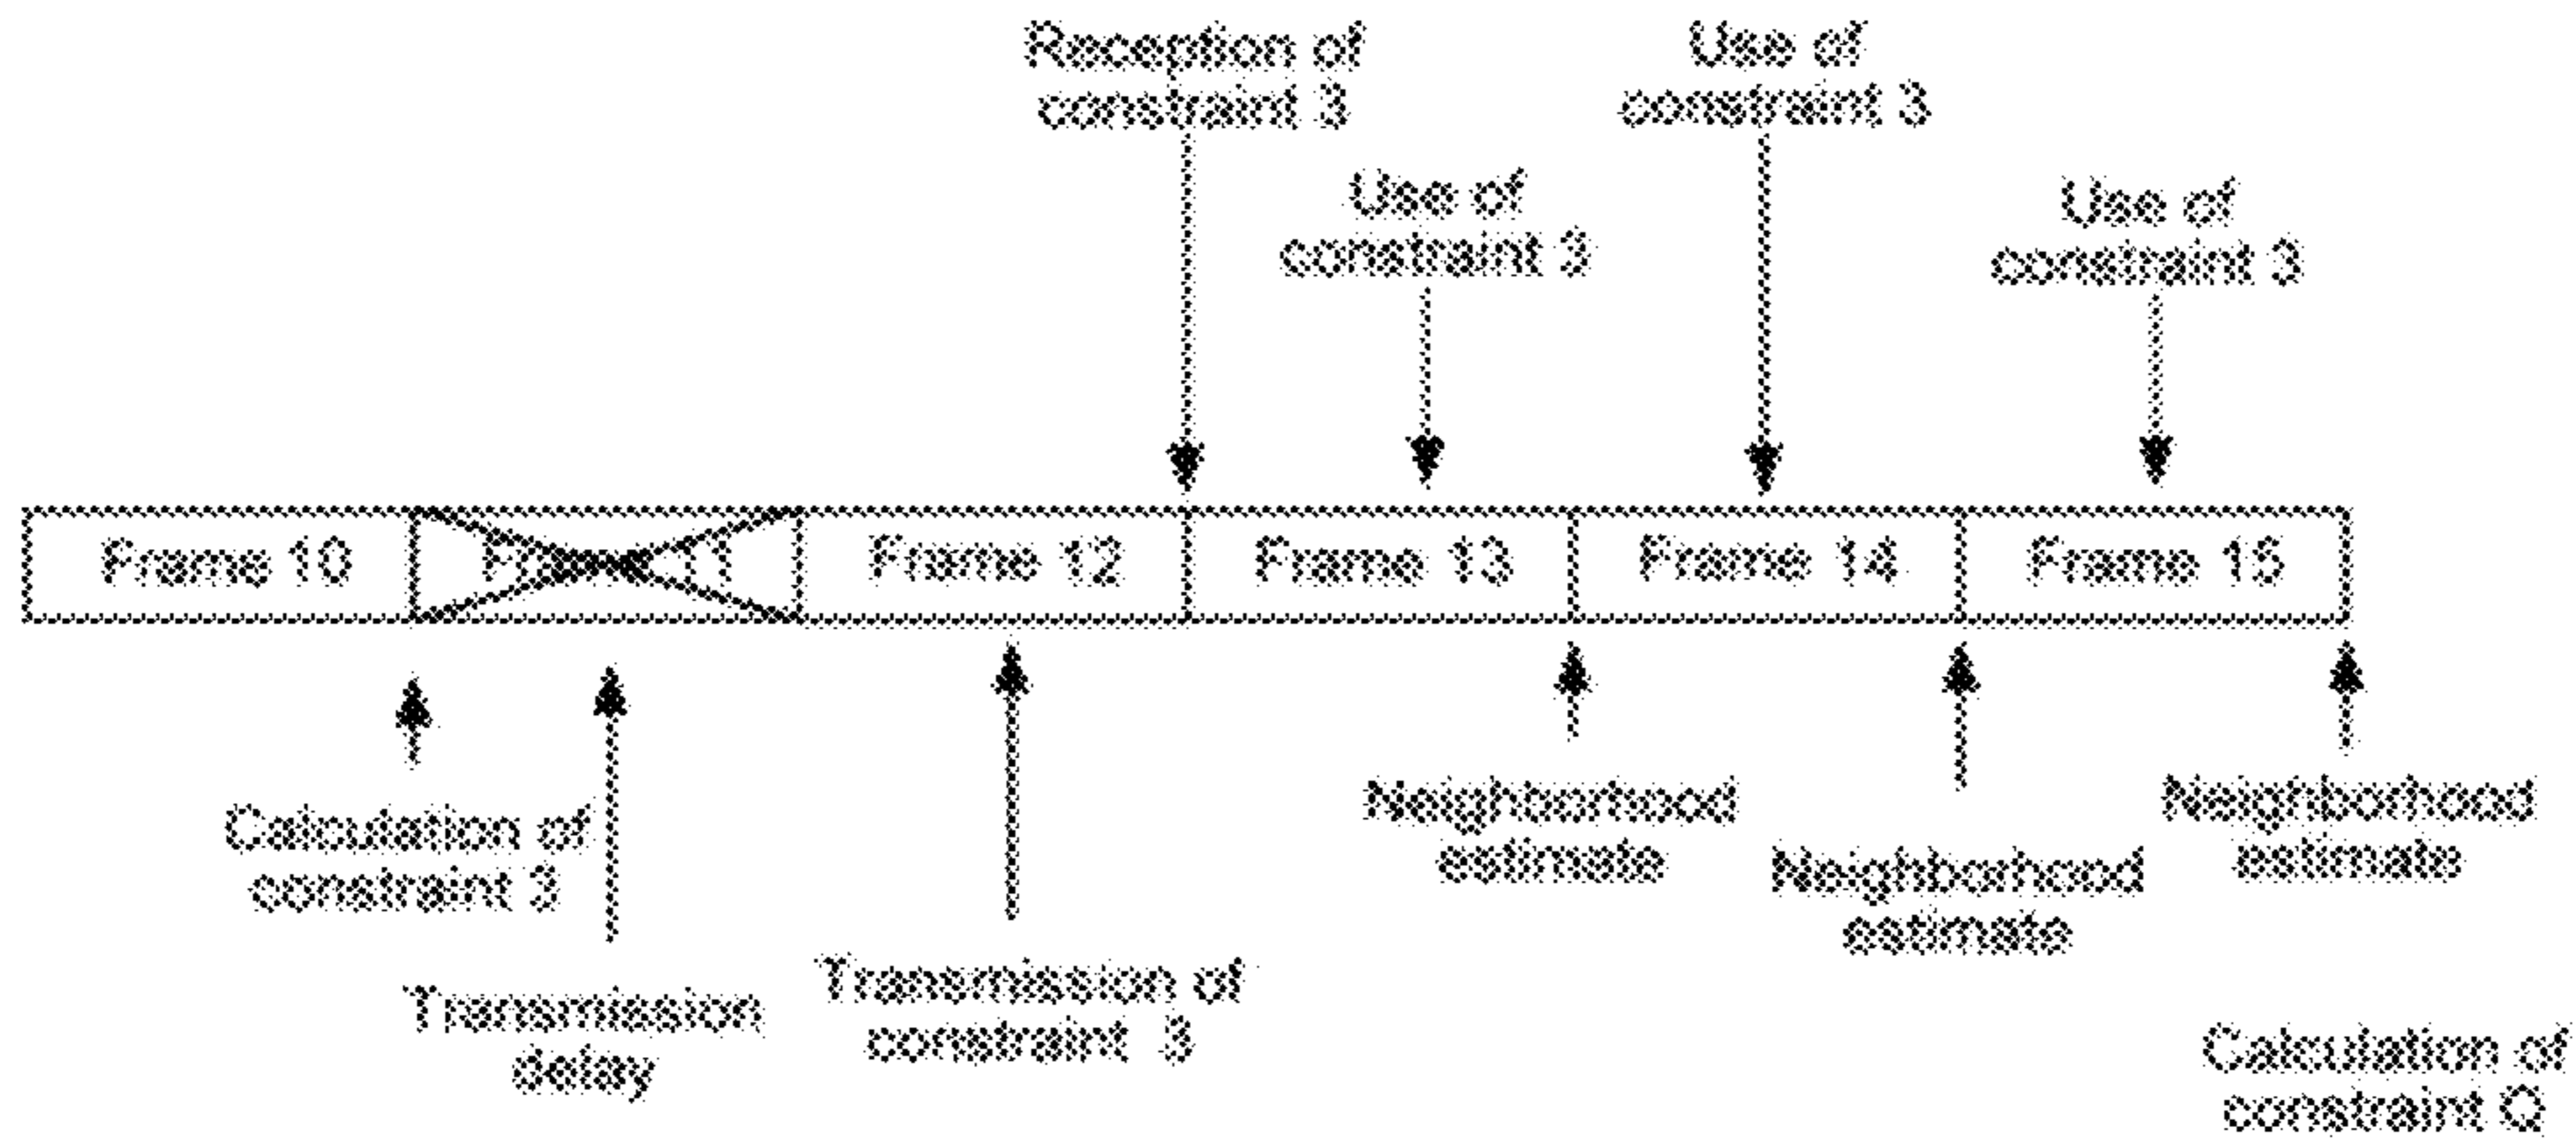 Reception of
constraint 3
Use of
constraint 3
Use of
constraint 3
Use of
constraint 3
Frame 10
Frame 12
Frame 13
Frame 14
Frame 15
Calculation of
constraint 3
Transmission
delay
Transmission of
constraint 3
Neighborhood
estimate
Neighborhood
estimate
Neighborhood
estimate
Calculation of
constraint Q